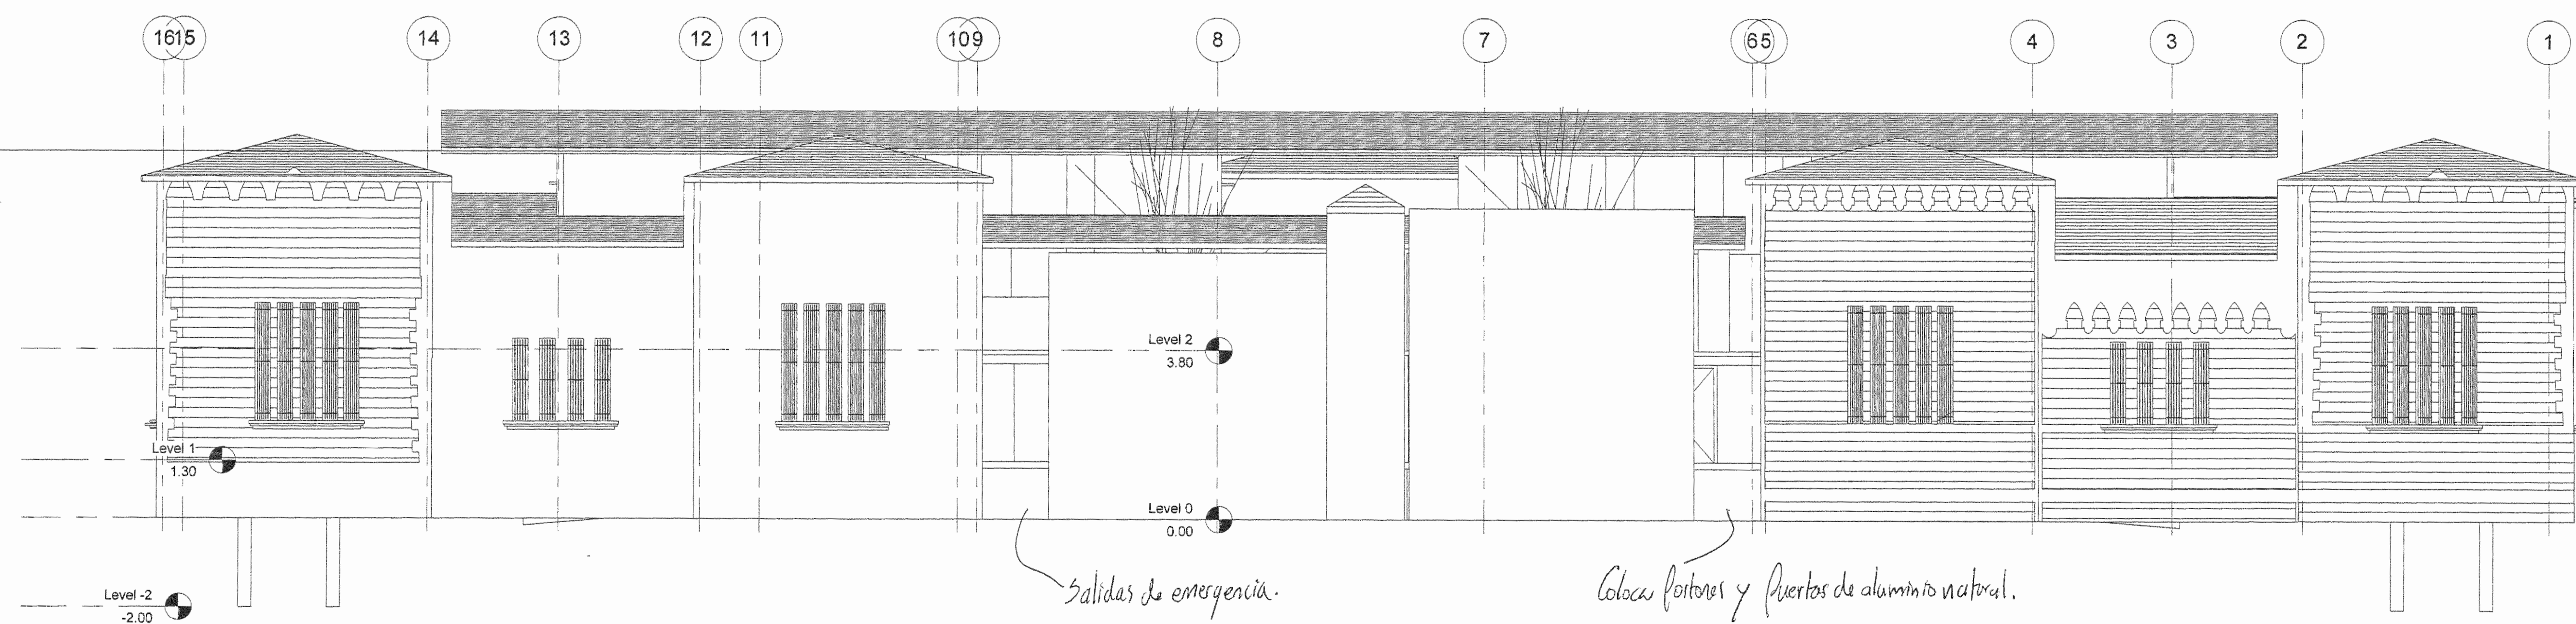 16 15 14 13 12 11 10 9 8 7 6 5 4 3 2 1
Level 2
3.80
Level 1
1.30
Level 0
0.00
Level -2
-2.00
Salidas de emergencia.
Coloca Portones y Puertas de aluminio natural.